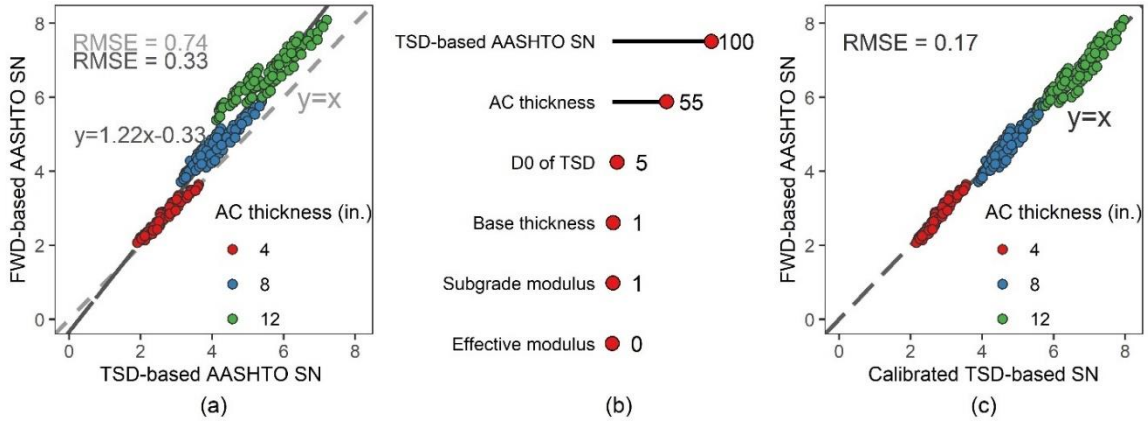 FWD-based AASHTO SN
8
6
4
2
0
RMSE = 0.74
RMSE = 0.33
y=x
y=1.22x-0.33
AC thickness (in.)
4
8
12
0
2
4
6
8
TSD-based AASHTO SN
(a)
TSD-based AASHTO SN
100
AC thickness
55
D0 of TSD
5
Base thickness
1
Subgrade modulus
1
Effective modulus
0
(b)
FWD-based AASHTO SN
8
6
4
2
0
RMSE = 0.17
y=x
AC thickness (in.)
4
8
12
0
2
4
6
8
Calibrated TSD-based SN
(c)